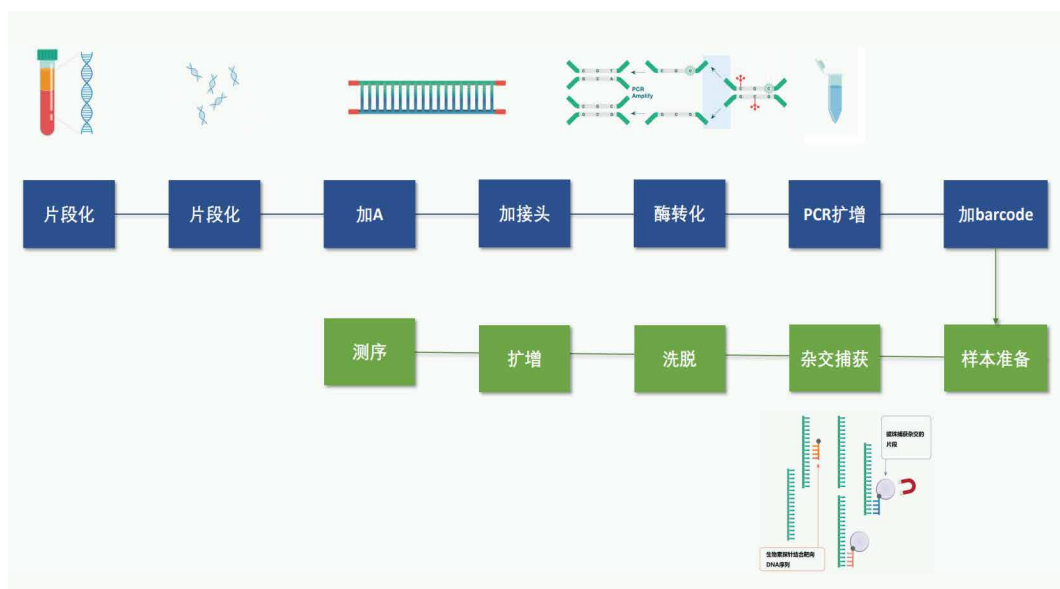 PCR
Amplify
片段化
片段化
加A
加接头
酶转化
PCR扩增
加barcode
测序
扩增
洗脱
杂交捕获
样本准备
磁珠捕获杂交的
片段
生物素探针结合靶向
DNA序列